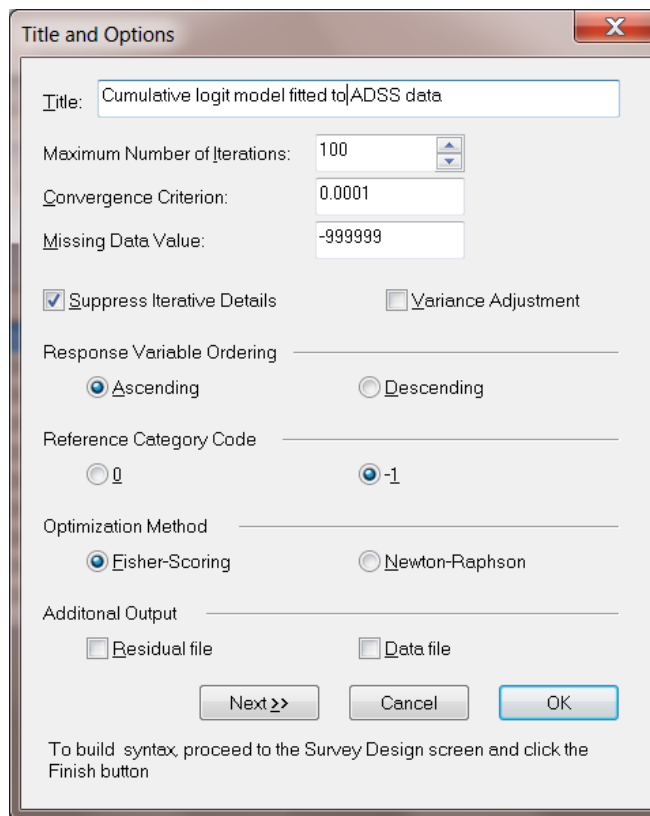 Title and Options
Title: Cumulative logit model fitted to ADSS data
Maximum Number of Iterations: 100
Convergence Criterion: 0.0001
Missing Data Value: -999999
Suppress Iterative Details Variance Adjustment
Response Variable Ordering
Ascending Descending
Reference Category Code
0 -1
Optimization Method
Fisher-Scoring Newton-Raphson
Additonal Output
Residual file Data file
Next >> Cancel OK
To build syntax, proceed to the Survey Design screen and click the
Finish button